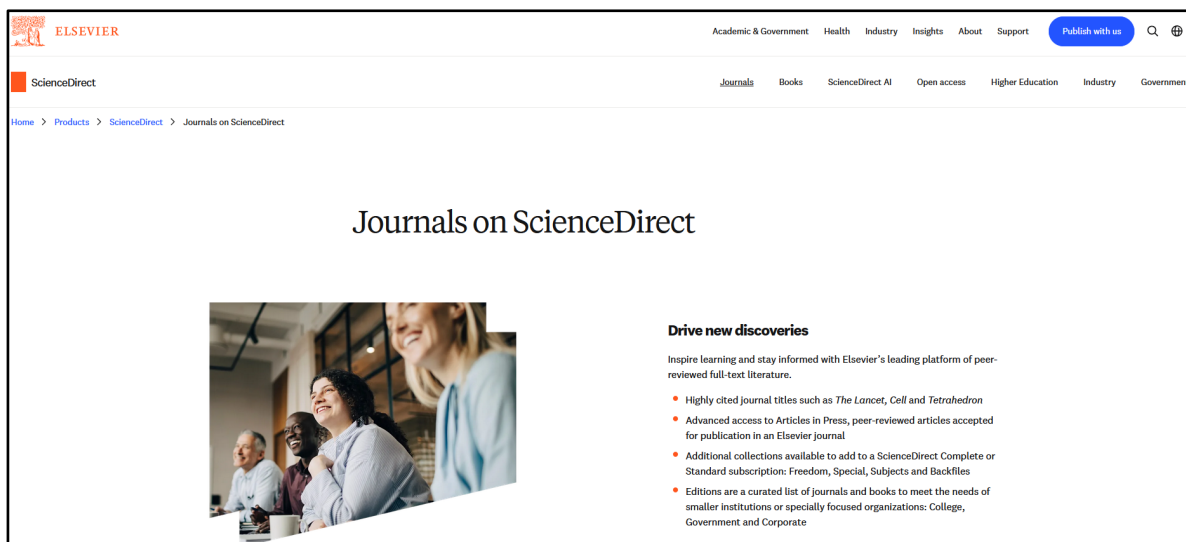 ELSEVIER
Academic & Government Health Industry Insights About Support Publish with us
ScienceDirect
Journals Books ScienceDirect AI Open access Higher Education Industry Governmen
Home > Products > ScienceDirect > Journals on ScienceDirect
Journals on ScienceDirect
Drive new discoveries
Inspire learning and stay informed with Elsevier's leading platform of peer-
reviewed full-text literature.
• Highly cited journal titles such as The Lancet, Cell and Tetrahedron
• Advanced access to Articles in Press, peer-reviewed articles accepted
for publication in an Elsevier journal
• Additional collections available to add to a ScienceDirect Complete or
Standard subscription: Freedom, Special, Subjects and Backfiles
• Editions are a curated list of journals and books to meet the needs of
smaller institutions or specially focused organizations: College,
Government and Corporate